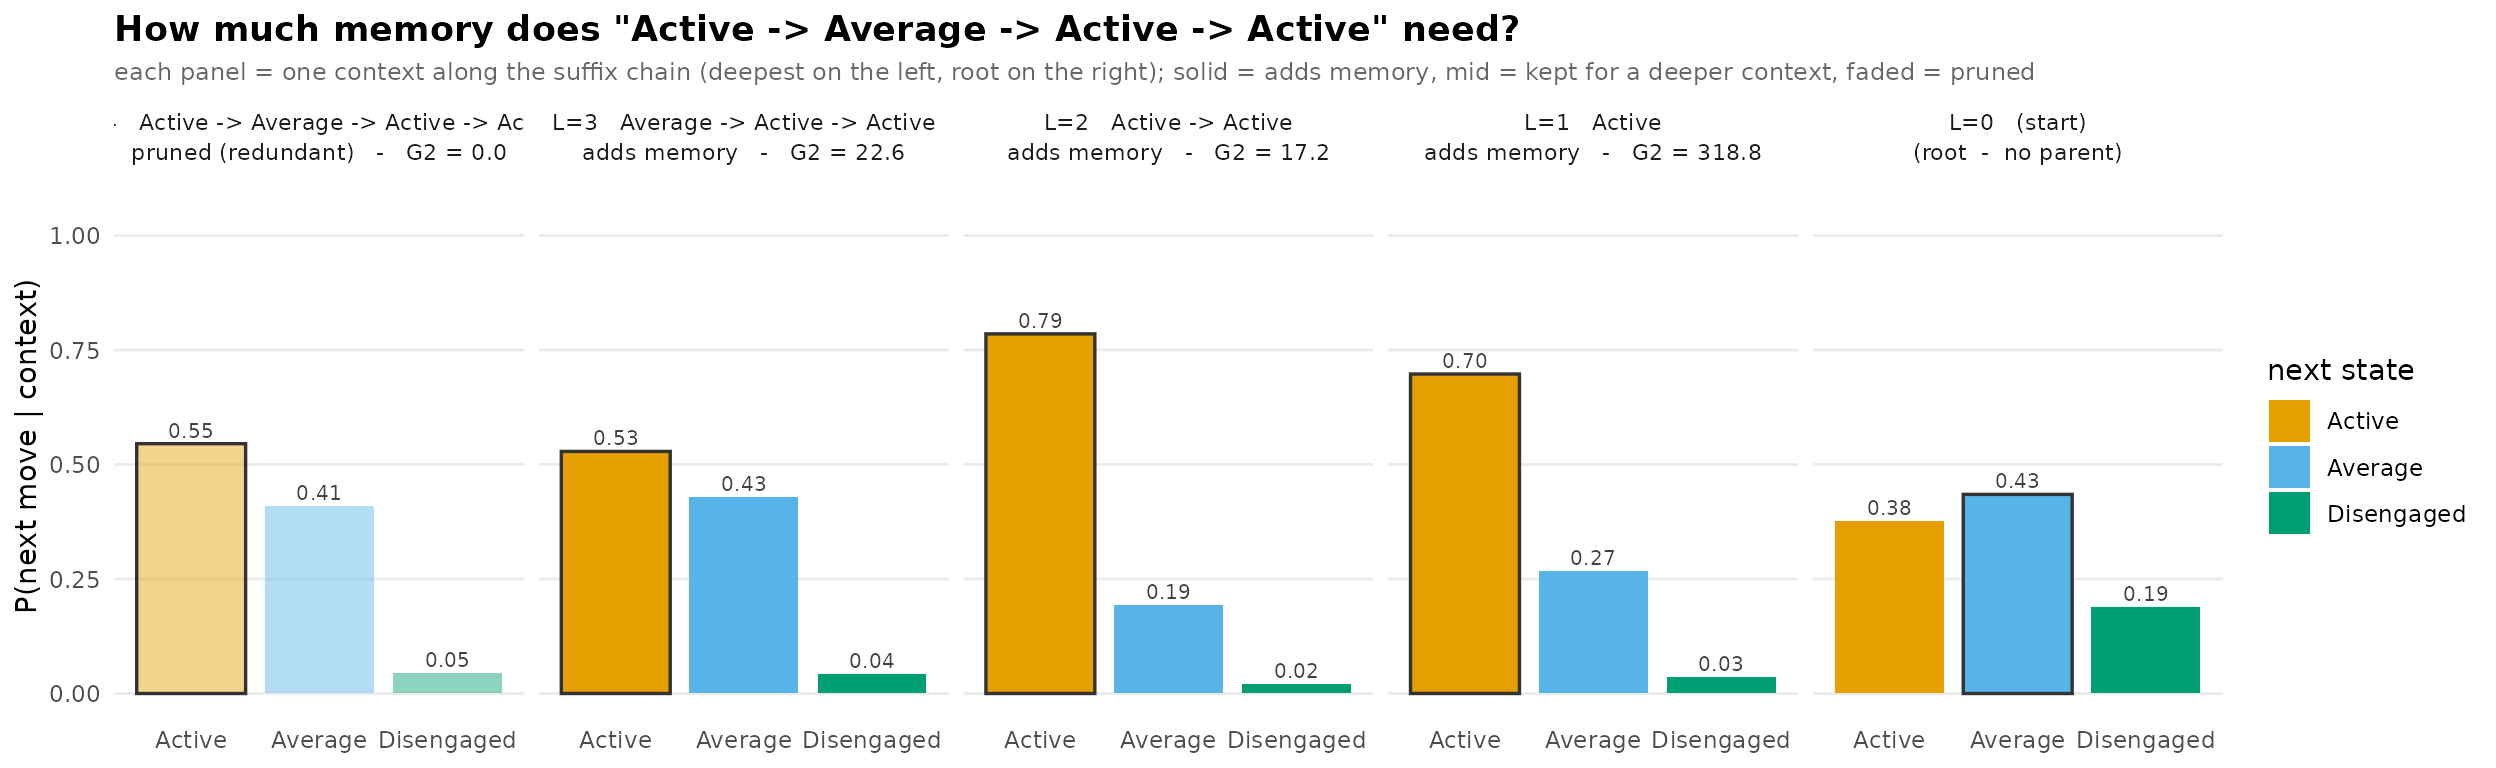 How much memory does "Active -> Average -> Active -> Active" need?
each panel = one context along the suffix chain (deepest on the left, root on the right); solid = adds memory, mid = kept for a deeper context, faded = pruned
Active -> Average -> Active -> Ac
pruned (redundant) - G2 = 0.0
L=3 Average -> Active -> Active
adds memory - G2 = 22.6
L=2 Active -> Active
adds memory - G2 = 17.2
L=1 Active
adds memory - G2 = 318.8
L=0 (start)
(root - no parent)
P(next move | context)
1.00
0.75
0.50
0.25
0.00
0.55
0.41
0.05
0.53
0.43
0.04
0.79
0.19
0.02
0.70
0.27
0.03
0.38
0.43
0.19
Active Average Disengaged
Active Average Disengaged
Active Average Disengaged
Active Average Disengaged
Active Average Disengaged
next state
Active
Average
Disengaged